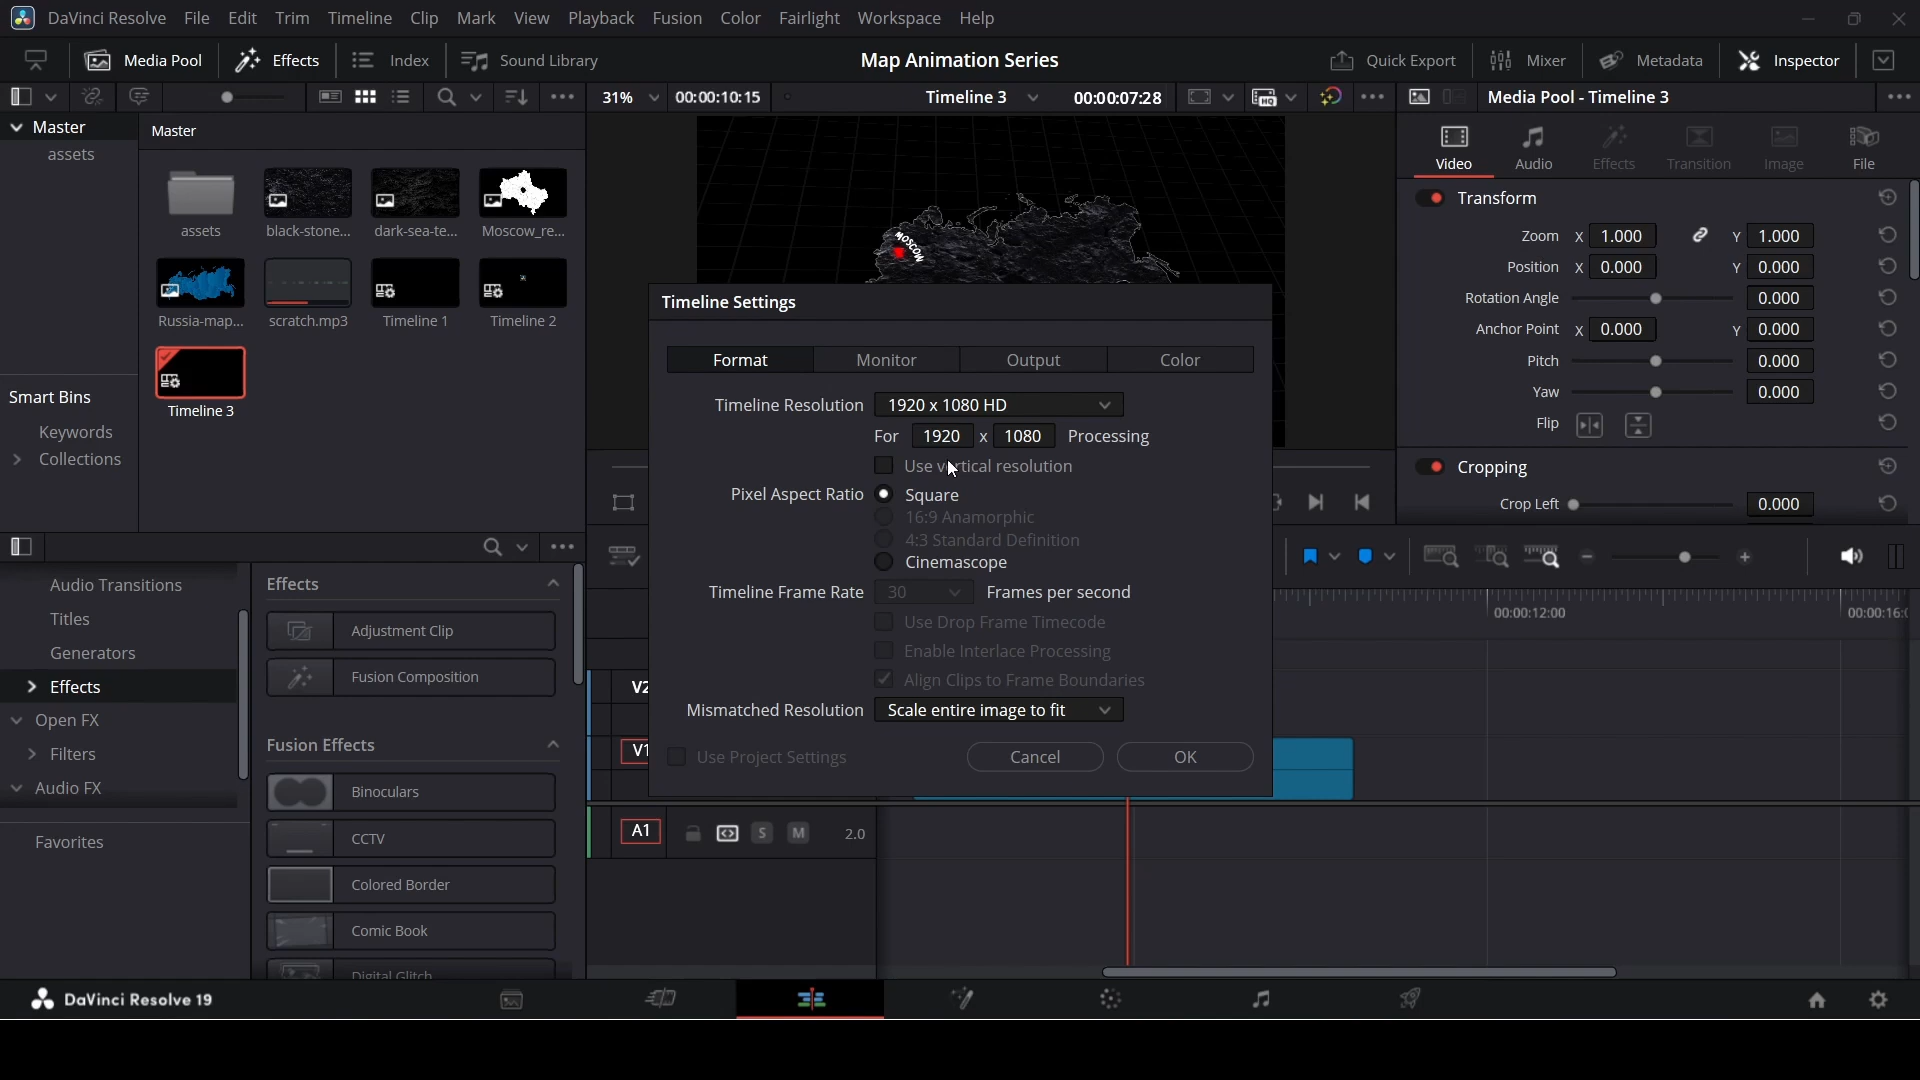 DaVinci Resolve File Edit Trim Timeline Clip Mark View Playback Fusion Color Fairlight Workspace Help
Media Pool Effects Index Sound Library Map Animation Series Quick Export Mixer Metadata Inspector
31% 00:00:10:15 Timeline 3 00:00:07:28 Media Pool - Timeline 3
Master
assets
Master
assets black-stone... dark-sea-te... Moscow_re...
Russia-map... scratch.mp3 Timeline 1 Timeline 2
Timeline 3
Smart Bins
Keywords
Collections
MOSCOW
Video Audio Effects Transition Image File
Transform
Zoom X 1.000 Y 1.000
Position X 0.000 Y 0.000
Rotation Angle 0.000
Anchor Point X 0.000 Y 0.000
Pitch 0.000
Yaw 0.000
Flip
Cropping
Crop Left 0.000
Timeline Settings
Format Monitor Output Color
Timeline Resolution 1920 x 1080 HD
For 1920 x 1080 Processing
Use vertical resolution
Pixel Aspect Ratio Square
16:9 Anamorphic
4:3 Standard Definition
Cinemascope
Timeline Frame Rate 30 Frames per second
Use Drop Frame Timecode
Enable Interlace Processing
Align Clips to Frame Boundaries
Mismatched Resolution Scale entire image to fit
Use Project Settings Cancel OK
Audio Transitions
Titles
Generators
Effects
Open FX
Filters
Audio FX
Favorites
Effects
Adjustment Clip
Fusion Composition
Fusion Effects
Binoculars
CCTV
Colored Border
Comic Book
Digital Glitch
00:00:12:00 00:00:16:0
V2
V1
A1 S M 2.0
DaVinci Resolve 19